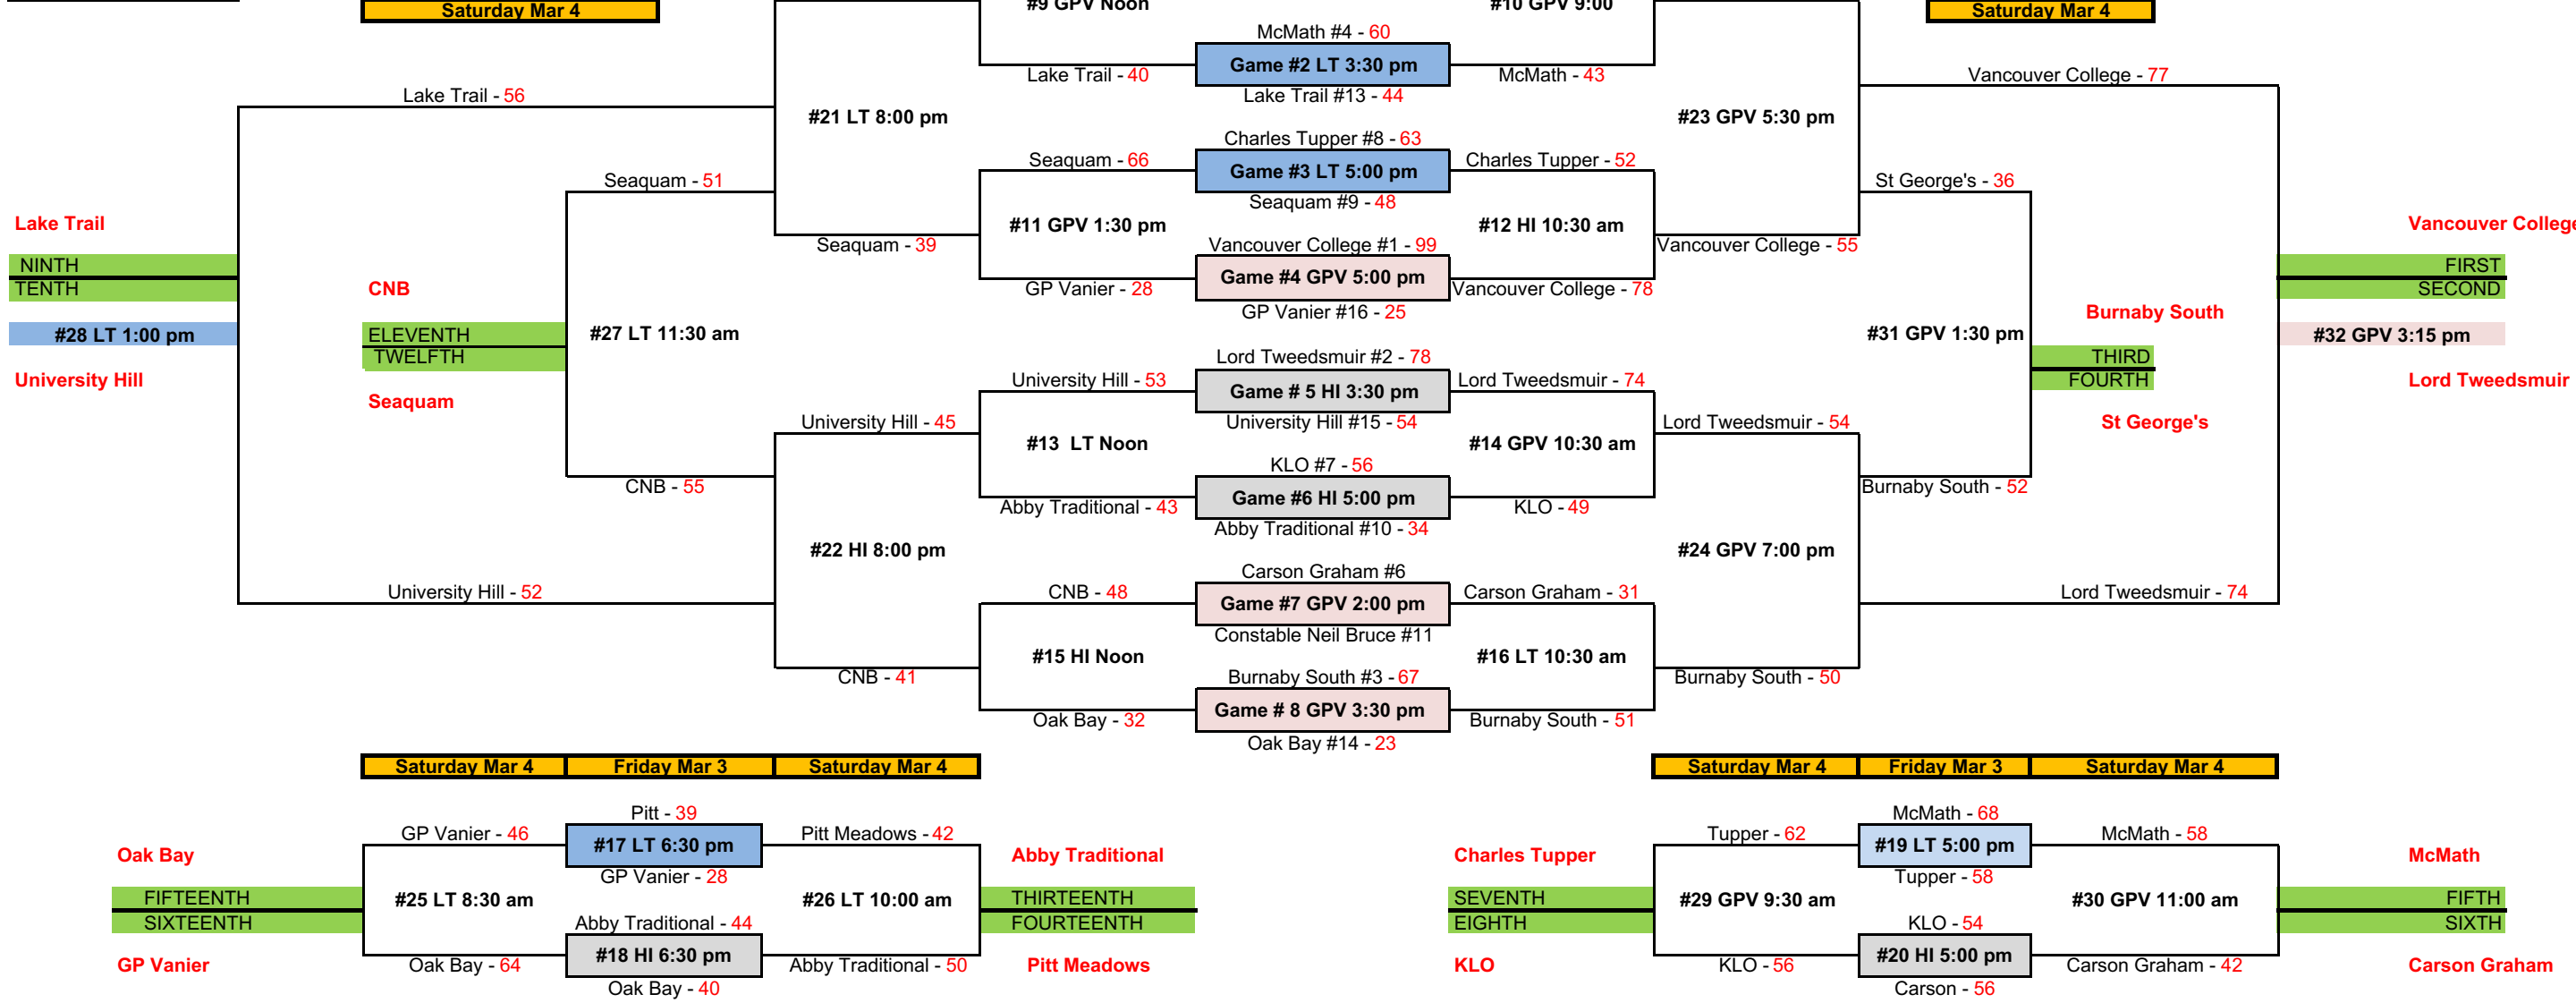 #9 GPV Noon
#10 GPV 9:00
Saturday Mar 4
Saturday Mar 4
McMath #4 - 60
Game #2 LT 3:30 pm
Lake Trail - 40
McMath - 43
Vancouver College - 77
Lake Trail - 56
Lake Trail #13 - 44
#21 LT 8:00 pm
#23 GPV 5:30 pm
Charles Tupper #8 - 63
Seaquam - 66
Charles Tupper - 52
Game #3 LT 5:00 pm
Seaquam - 51
St George's - 36
Seaquam #9 - 48
Lake Trail
#11 GPV 1:30 pm
#12 HI 10:30 am
Vancouver College
Seaquam - 39
Vancouver College #1 - 99
Vancouver College - 55
NINTH
FIRST
Game #4 GPV 5:00 pm
TENTH
CNB
GP Vanier - 28
Vancouver College - 78
SECOND
GP Vanier #16 - 25
Burnaby South
#28 LT 1:00 pm
ELEVENTH
#27 LT 11:30 am
#31 GPV 1:30 pm
#32 GPV 3:15 pm
TWELFTH
Lord Tweedsmuir #2 - 78
THIRD
University Hill
University Hill - 53
Lord Tweedsmuir - 74
FOURTH
Lord Tweedsmuir
Game # 5 HI 3:30 pm
Seaquam
University Hill - 45
University Hill #15 - 54
Lord Tweedsmuir - 54
St George's
#13 LT Noon
#14 GPV 10:30 am
KLO #7 - 56
CNB - 55
Burnaby South - 52
Game #6 HI 5:00 pm
Abby Traditional - 43
KLO - 49
Abby Traditional #10 - 34
#22 HI 8:00 pm
#24 GPV 7:00 pm
Carson Graham #6
University Hill - 52
CNB - 48
Carson Graham - 31
Lord Tweedsmuir - 74
Game #7 GPV 2:00 pm
Constable Neil Bruce #11
#15 HI Noon
#16 LT 10:30 am
CNB - 41
Burnaby South #3 - 67
Burnaby South - 50
Game # 8 GPV 3:30 pm
Oak Bay - 32
Burnaby South - 51
Oak Bay #14 - 23
Saturday Mar 4
Friday Mar 3
Saturday Mar 4
Saturday Mar 4
Friday Mar 3
Saturday Mar 4
Pitt - 39
McMath - 68
GP Vanier - 46
Pitt Meadows - 42
Tupper - 62
McMath - 58
#17 LT 6:30 pm
#19 LT 5:00 pm
Oak Bay
Abby Traditional
Charles Tupper
McMath
GP Vanier - 28
Tupper - 58
FIFTEENTH
#25 LT 8:30 am
#26 LT 10:00 am
THIRTEENTH
SEVENTH
#29 GPV 9:30 am
#30 GPV 11:00 am
FIFTH
SIXTEENTH
Abby Traditional - 44
FOURTEENTH
EIGHTH
KLO - 54
SIXTH
#18 HI 6:30 pm
#20 HI 5:00 pm
GP Vanier
Oak Bay - 64
Abby Traditional - 50
Pitt Meadows
KLO
KLO - 56
Carson Graham - 42
Carson Graham
Oak Bay - 40
Carson - 56